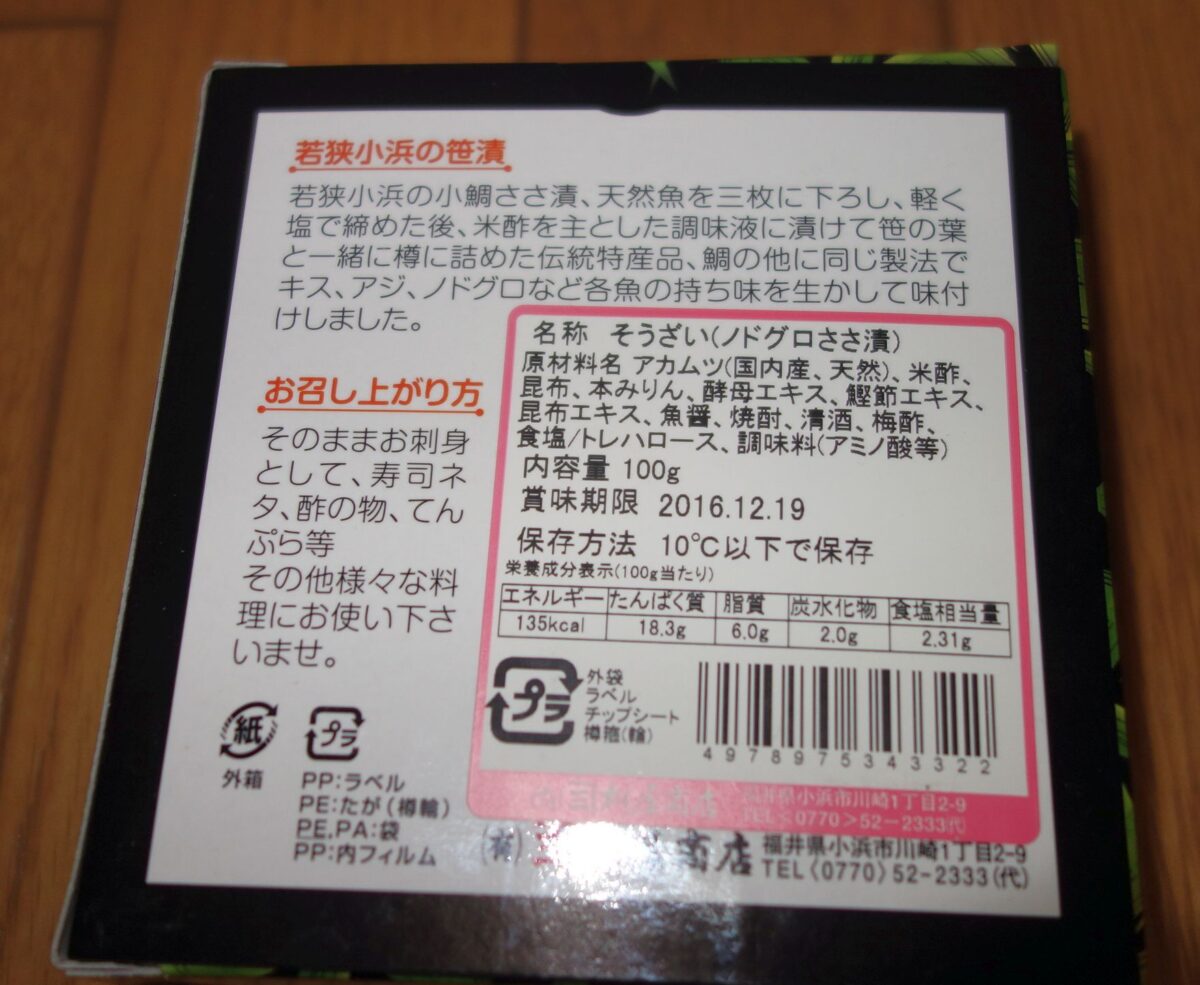 若狭小浜の笹漬
若狭小浜の小鯛ささ漬、天然魚を三枚に下ろし、軽く
塩で締めた後、米酢を主とした調味液に漬けて笹の葉
と一緒に樽に詰めた伝統特産品、鯛の他に同じ製法で
キス、アジ、ノドグロなど各魚の持ち味を生かして味付
けしました。
お召し上がり方
そのままお刺身
として、寿司ネ
タ、酢の物、てん
ぷら等
その他様々な料
理にお使い下さ
いませ。
名称 そうざい(ノドグロささ漬)
原材料名 アカムツ(国内産、天然)、米酢、
昆布、本みりん、酵母エキス、鰹節エキス、
昆布エキス、魚醤、焼酎、清酒、梅酢、
食塩/トレハロース、調味料(アミノ酸等)
内容量 100g
賞味期限 2016.12.19
保存方法 10℃以下で保存
栄養成分表示(100g当たり)
エネルギー たんぱく質 脂質 炭水化物 食塩相当量
135kcal 18.3g 6.0g 2.0g 2.31g
プラ
外袋
ラベル
チップシート
樽箍(輪)
4978975343322
紙
外箱
プラ
PP:ラベル
PE:たが(樽輪)
PE,PA:袋
PP:内フィルム
商店 福井県小浜市川崎1丁目2-9
TEL<0770>52-2333代
(有) 商店
福井県小浜市川崎1丁目2-9
TEL〈0770〉52-2333(代)